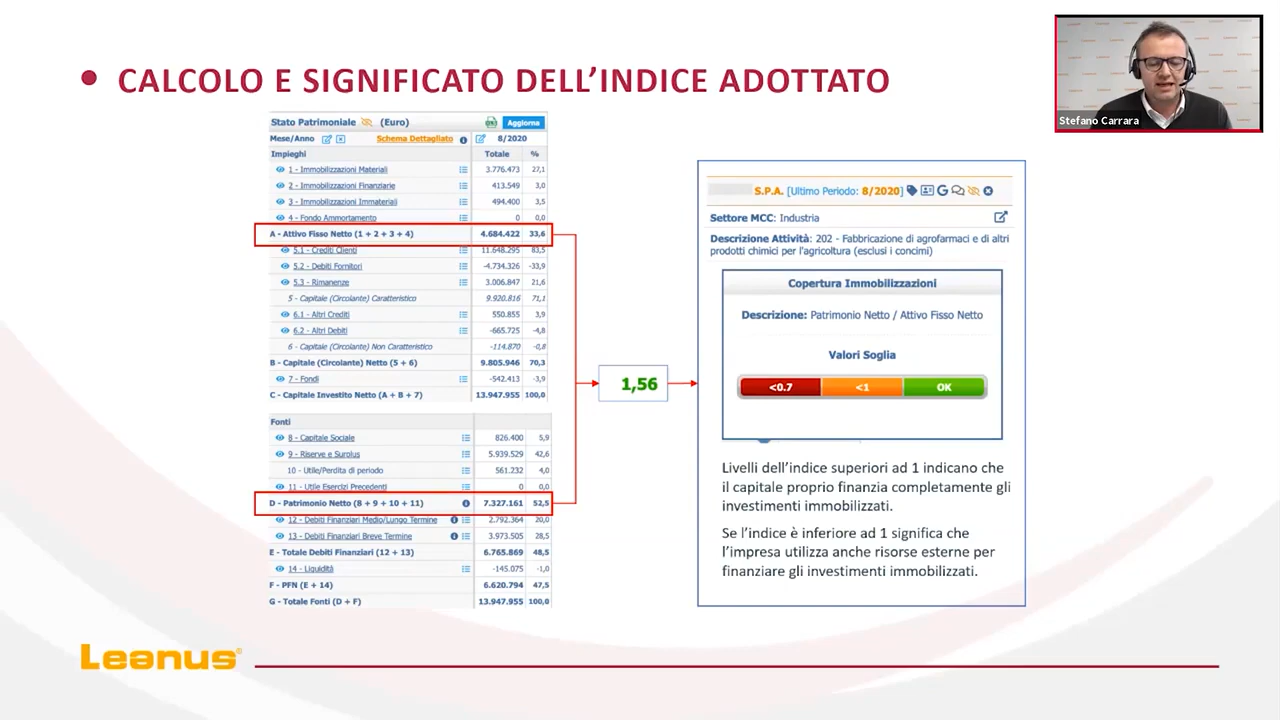 CALCOLO E SIGNIFICATO DELL'INDICE ADOTTATO
Stefano Carrara
Stato Patrimoniale (Euro) Aggiorna
Mese/Anno Schema Dettagliato 8/2020
Impieghi Totale %
1 - Immobilizzazioni Materiali 3.776.473 27,1
2 - Immobilizzazioni Finanziarie 413.549 3,0
3 - Immobilizzazioni Immateriali 494.400 3,5
4 - Fondo Ammortamento 0 0,0
A - Attivo Fisso Netto (1 + 2 + 3 + 4) 4.684.422 33,6
5.1 - Crediti Clienti 11.648.295 83,5
5.2 - Debiti Fornitori -4.734.326 -33,9
5.3 - Rimanenze 3.006.847 21,6
5 - Capitale (Circolante) Caratteristico 9.920.816 71,1
6.1 - Altri Crediti 550.855 3,9
6.2 - Altri Debiti -665.725 -4,8
6 - Capitale (Circolante) Non Caratteristico -114.870 -0,8
B - Capitale (Circolante) Netto (5 + 6) 9.805.946 70,3
7 - Fondi -542.413 -3,9
C - Capitale Investito Netto (A + B + 7) 13.947.955 100,0
Fonti
8 - Capitale Sociale 826.400 5,9
9 - Riserve e Surplus 5.939.529 42,6
10 - Utile/Perdita di periodo 561.232 4,0
11 - Utile Esercizi Precedenti 0 0,0
D - Patrimonio Netto (8 + 9 + 10 + 11) 7.327.161 52,5
12 - Debiti Finanziari Medio/Lungo Termine 2.792.364 20,0
13 - Debiti Finanziari Breve Termine 3.973.505 28,5
E - Totale Debiti Finanziari (12 + 13) 6.765.869 48,5
14 - Liquidità -145.075 -1,0
F - PFN (E + 14) 6.620.794 47,5
G - Totale Fonti (D + F) 13.947.955 100,0
1,56
S.P.A. [Ultimo Periodo: 8/2020]
Settore MCC: Industria
Descrizione Attività: 202 - Fabbricazione di agrofarmaci e di altri
prodotti chimici per l'agricoltura (esclusi i concimi)
Copertura Immobilizzazioni
Descrizione: Patrimonio Netto / Attivo Fisso Netto
Valori Soglia
<0.7 <1 OK
Livelli dell'indice superiori ad 1 indicano che
il capitale proprio finanzia completamente gli
investimenti immobilizzati.
Se l'indice è inferiore ad 1 significa che
l'impresa utilizza anche risorse esterne per
finanziare gli investimenti immobilizzati.
Leanus®